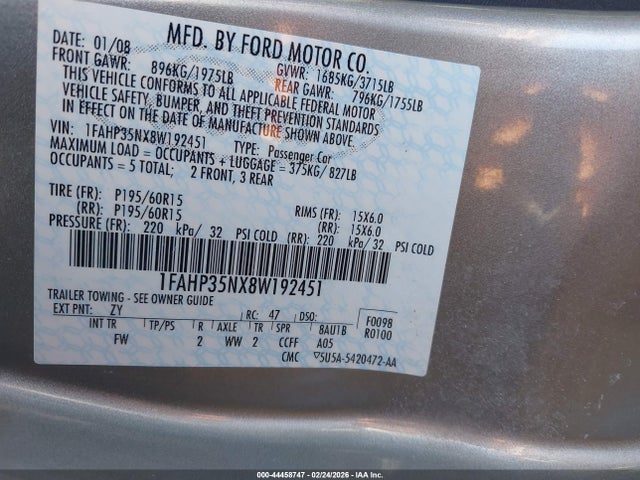 MFD. BY FORD MOTOR CO.
DATE: 01/08 GVWR: 1685KG/3715LB
FRONT GAWR: 896KG/1975LB REAR GAWR: 796KG/1755LB
THIS VEHICLE CONFORMS TO ALL APPLICABLE FEDERAL MOTOR
VEHICLE SAFETY, BUMPER, AND THEFT PREVENTION STANDARDS
IN EFFECT ON THE DATE OF MANUFACTURE SHOWN ABOVE.
VIN: 1FAHP35NX8W192451 TYPE: Passenger Car
MAXIMUM LOAD = OCCUPANTS + LUGGAGE = 375KG/ 827LB
OCCUPANTS = 5 TOTAL; 2 FRONT, 3 REAR
TIRE (FR): P195/60R15 RIMS (FR): 15X6.0
(RR): P195/60R15 (RR): 15X6.0
PRESSURE (FR): 220 kPa/ 32 PSI COLD (RR): 220 kPa/ 32 PSI COLD
1FAHP35NX8W192451
TRAILER TOWING - SEE OWNER GUIDE
EXT PNT: ZY RC: 47 DSO: F0098
INT TR TP/PS R AXLE TR SPR 8AU1B R0100
FW 2 WW 2 CCFF A05
CMC 5U5A-5420472-AA
000-44458747 - 02/24/2026 - IAA Inc.